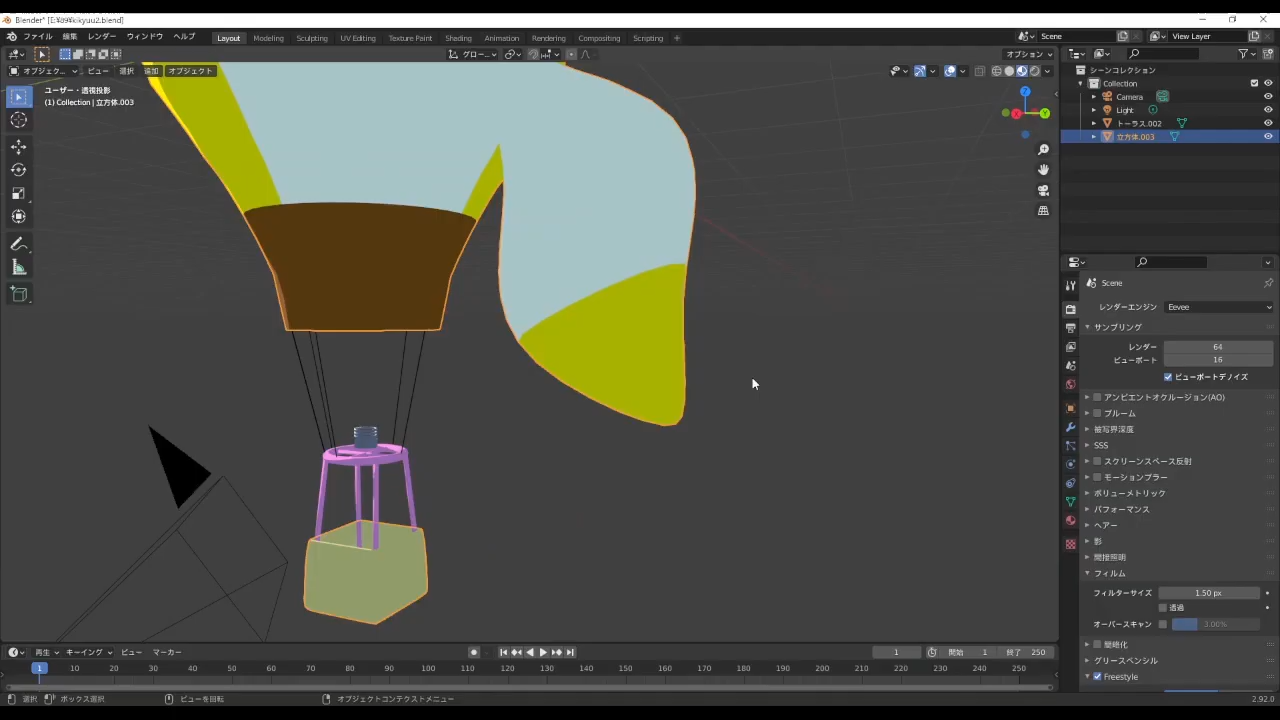 Blender* [E:¥a9¥kikyuu2.blend]
ファイル 編集 レンダー ウィンドウ ヘルプ Layout Modeling Sculpting UV Editing Texture Paint Shading Animation Rendering Compositing Scripting + Scene View Layer
グロー... オプション
オブジェク... ビュー 選択 追加 オブジェクト
ユーザー・透視投影
(1) Collection | 立方体.003
Z
X
Y
シーンコレクション
Collection
Camera
Light
トーラス.002
立方体.003
Scene
レンダーエンジン Eevee
サンプリング
レンダー 64
ビューポート 16
ビューポートデノイズ
アンビエントオクルージョン(AO)
ブルーム
被写界深度
SSS
スクリーンスペース反射
モーションブラー
ボリューメトリック
パフォーマンス
ヘアー
影
間接照明
フィルム
フィルターサイズ 1.50 px
透過
オーバースキャン 3.00%
簡略化
グリースペンシル
Freestyle
再生 キーイング ビュー マーカー 1 開始 1 終了 250
1 10 20 30 40 50 60 70 80 90 100 110 120 130 140 150 160 170 180 190 200 210 220 230 240 250
選択 ボックス選択 ビューを回転 オブジェクトコンテクストメニュー 2.92.0